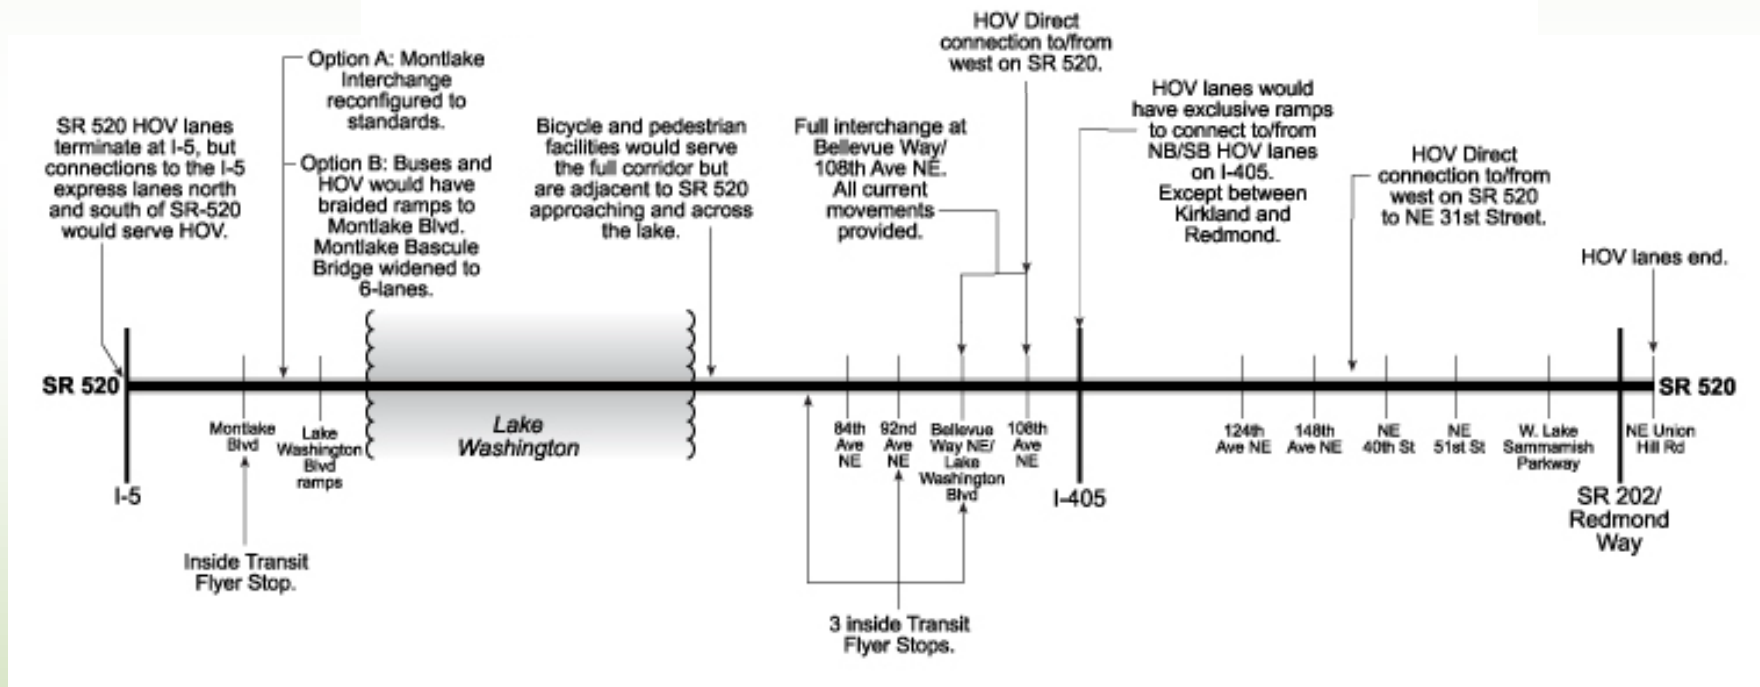 HOV Direct
connection to/from
west on SR 520.
Option A: Montlake
Interchange
reconfigured to
standards.
Option B: Buses and
HOV would have
braided ramps to
Montlake Blvd.
Montlake Bascule
Bridge widened to
6-lanes.
SR 520 HOV lanes
terminate at I-5, but
connections to the I-5
express lanes north
and south of SR-520
would serve HOV.
Bicycle and pedestrian
facilities would serve
the full corridor but
are adjacent to SR 520
approaching and across
the lake.
Full interchange at
Bellevue Way/
108th Ave NE.
All current
movements
provided.
HOV lanes would
have exclusive ramps
to connect to/from
NB/SB HOV lanes
on I-405.
Except between
Kirkland and
Redmond.
HOV Direct
connection to/from
west on SR 520
to NE 31st Street.
HOV lanes end.
SR 520
SR 520
Montlake
Blvd
Lake
Washington
Blvd
ramps
Lake
Washington
84th
Ave
NE
92nd
Ave
NE
Bellevue
Way NE/
Lake
Washington
Blvd
108th
Ave
NE
124th
Ave NE
148th
Ave NE
NE
40th St
NE
51st St
W. Lake
Sammamish
Parkway
NE Union
Hill Rd
I-5
I-405
SR 202/
Redmond
Way
Inside Transit
Flyer Stop.
3 inside Transit
Flyer Stops.